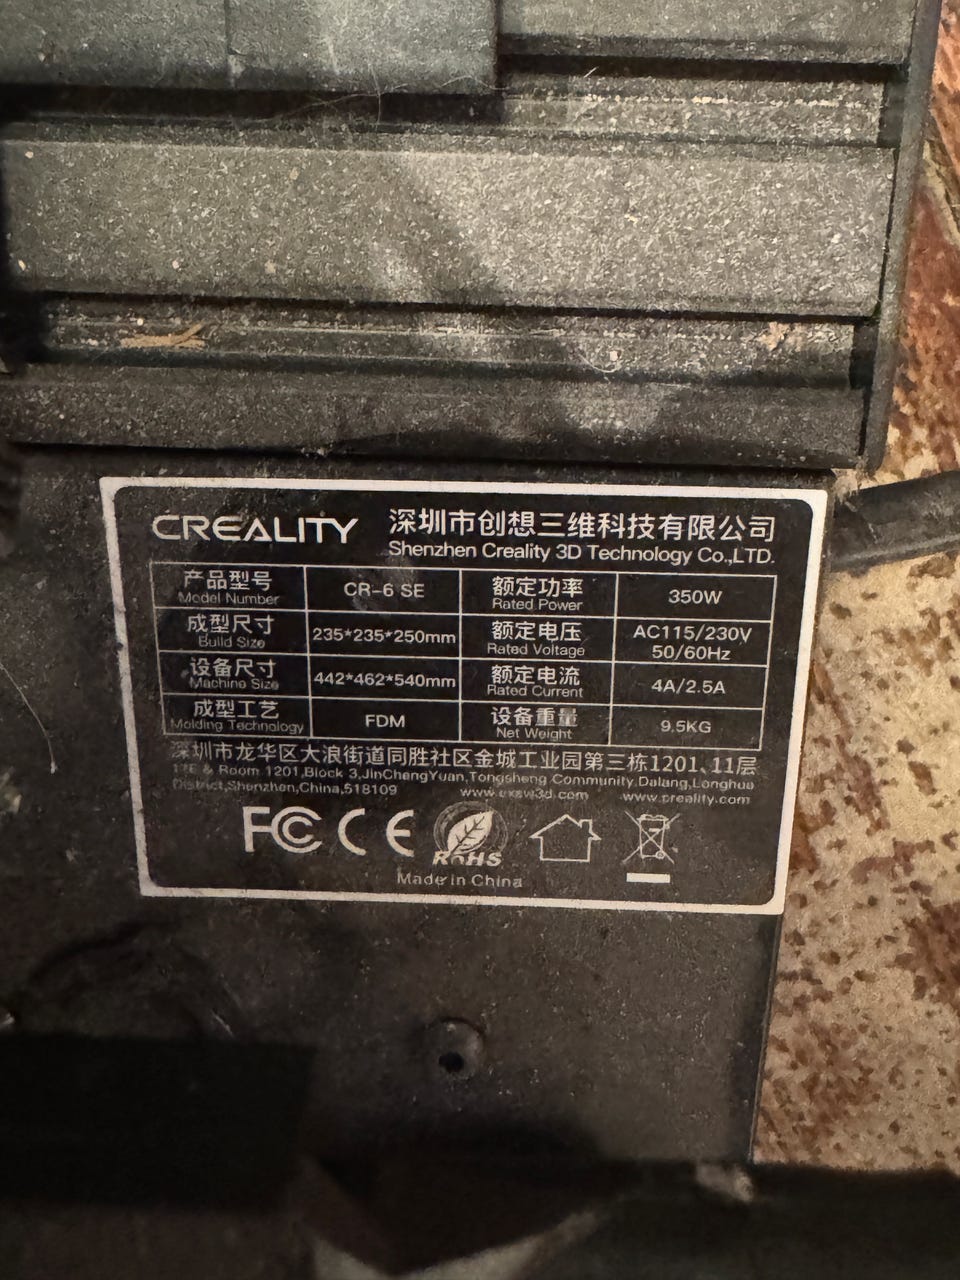 CREALITY 深圳市创想三维科技有限公司
Shenzhen Creality 3D Technology Co.,LTD.
产品型号 CR-6 SE 额定功率 350W
Model Number Rated Power
成型尺寸 235*235*250mm 额定电压 AC115/230V
Build Size Rated Voltage 50/60Hz
设备尺寸 442*462*540mm 额定电流 4A/2.5A
Machine Size Rated Current
成型工艺 FDM 设备重量 9.5KG
Molding Technology Net Weight
深圳市龙华区大浪街道同胜社区金城工业园第三栋1201、11层
& Room 1201,Block 3,JinChengYuan,Tongsheng Community,Dalang,Longhua
District,Shenzhen,China,518109 www.cxsw3d.com www.creality.com
FCC CE RoHS
Made in China